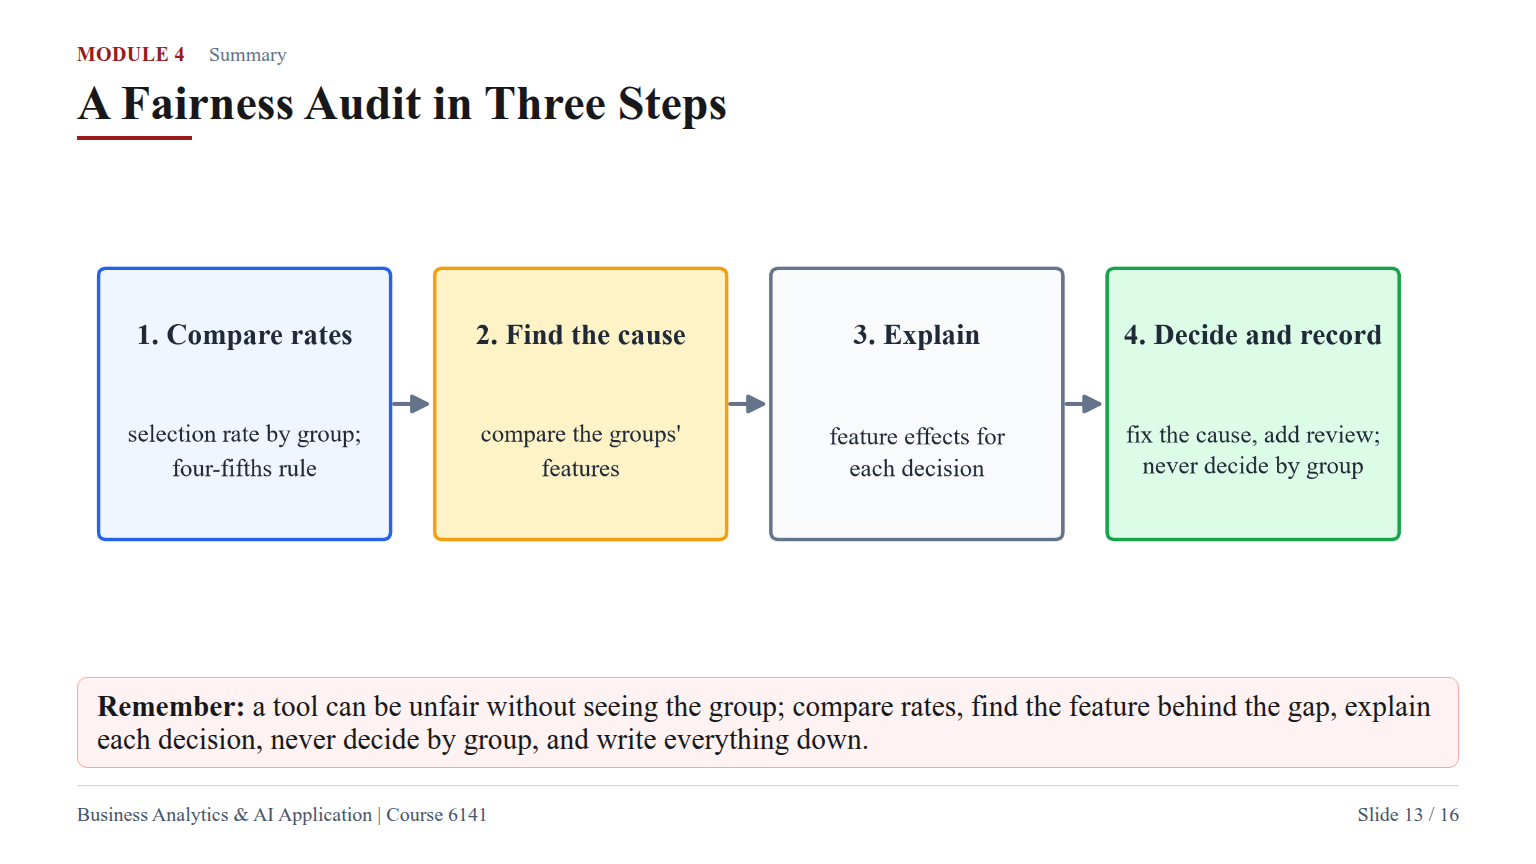 MODULE 4 Summary
A Fairness Audit in Three Steps
1. Compare rates
selection rate by group;
four-fifths rule
2. Find the cause
compare the groups'
features
3. Explain
feature effects for
each decision
4. Decide and record
fix the cause, add review;
never decide by group
Remember: a tool can be unfair without seeing the group; compare rates, find the feature behind the gap, explain
each decision, never decide by group, and write everything down.
Business Analytics & AI Application | Course 6141
Slide 13 / 16